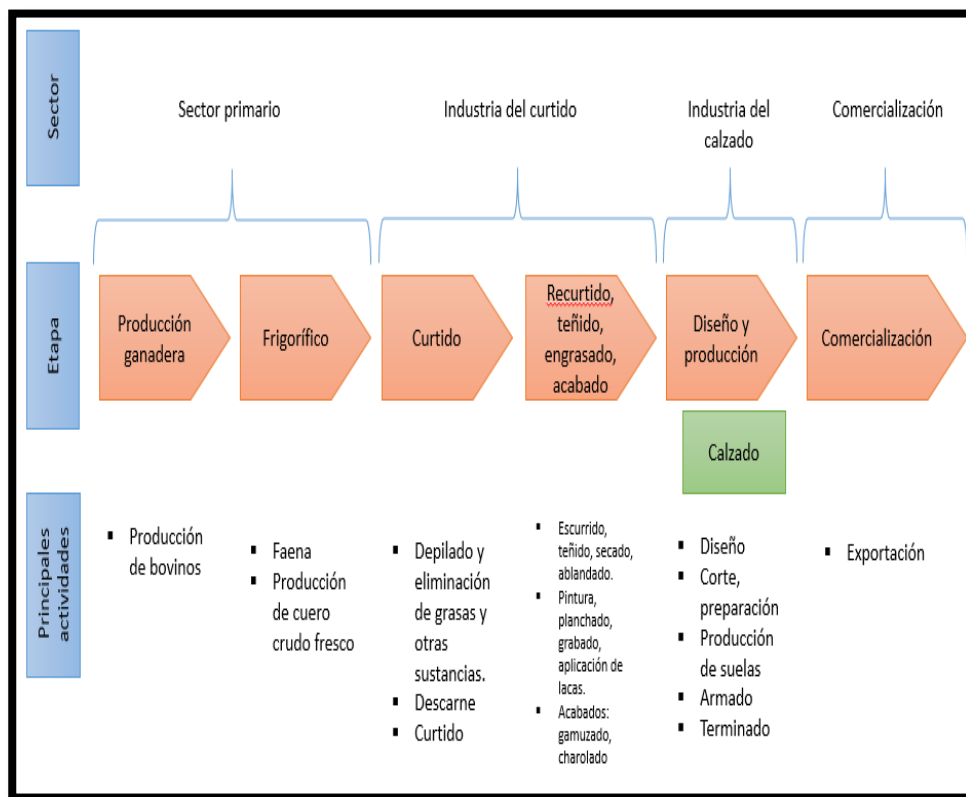 Sector
Sector primario
Industria del curtido
Industria del
calzado
Comercialización
Etapa
Producción
ganadera
Frigorífico
Curtido
Recurtido,
teñido,
engrasado,
acabado
Diseño y
producción
Comercialización
Calzado
Principales
actividades
▪ Producción
de bovinos
▪ Faena
▪ Producción
de cuero
crudo fresco
▪ Depilado y
eliminación
de grasas y
otras
sustancias.
▪ Descarne
▪ Curtido
▪ Escurrido,
teñido, secado,
ablandado.
▪ Pintura,
planchado,
grabado,
aplicación de
lacas.
▪ Acabados:
gamuzado,
charolado
▪ Diseño
▪ Corte,
preparación
▪ Producción
de suelas
▪ Armado
▪ Terminado
▪ Exportación